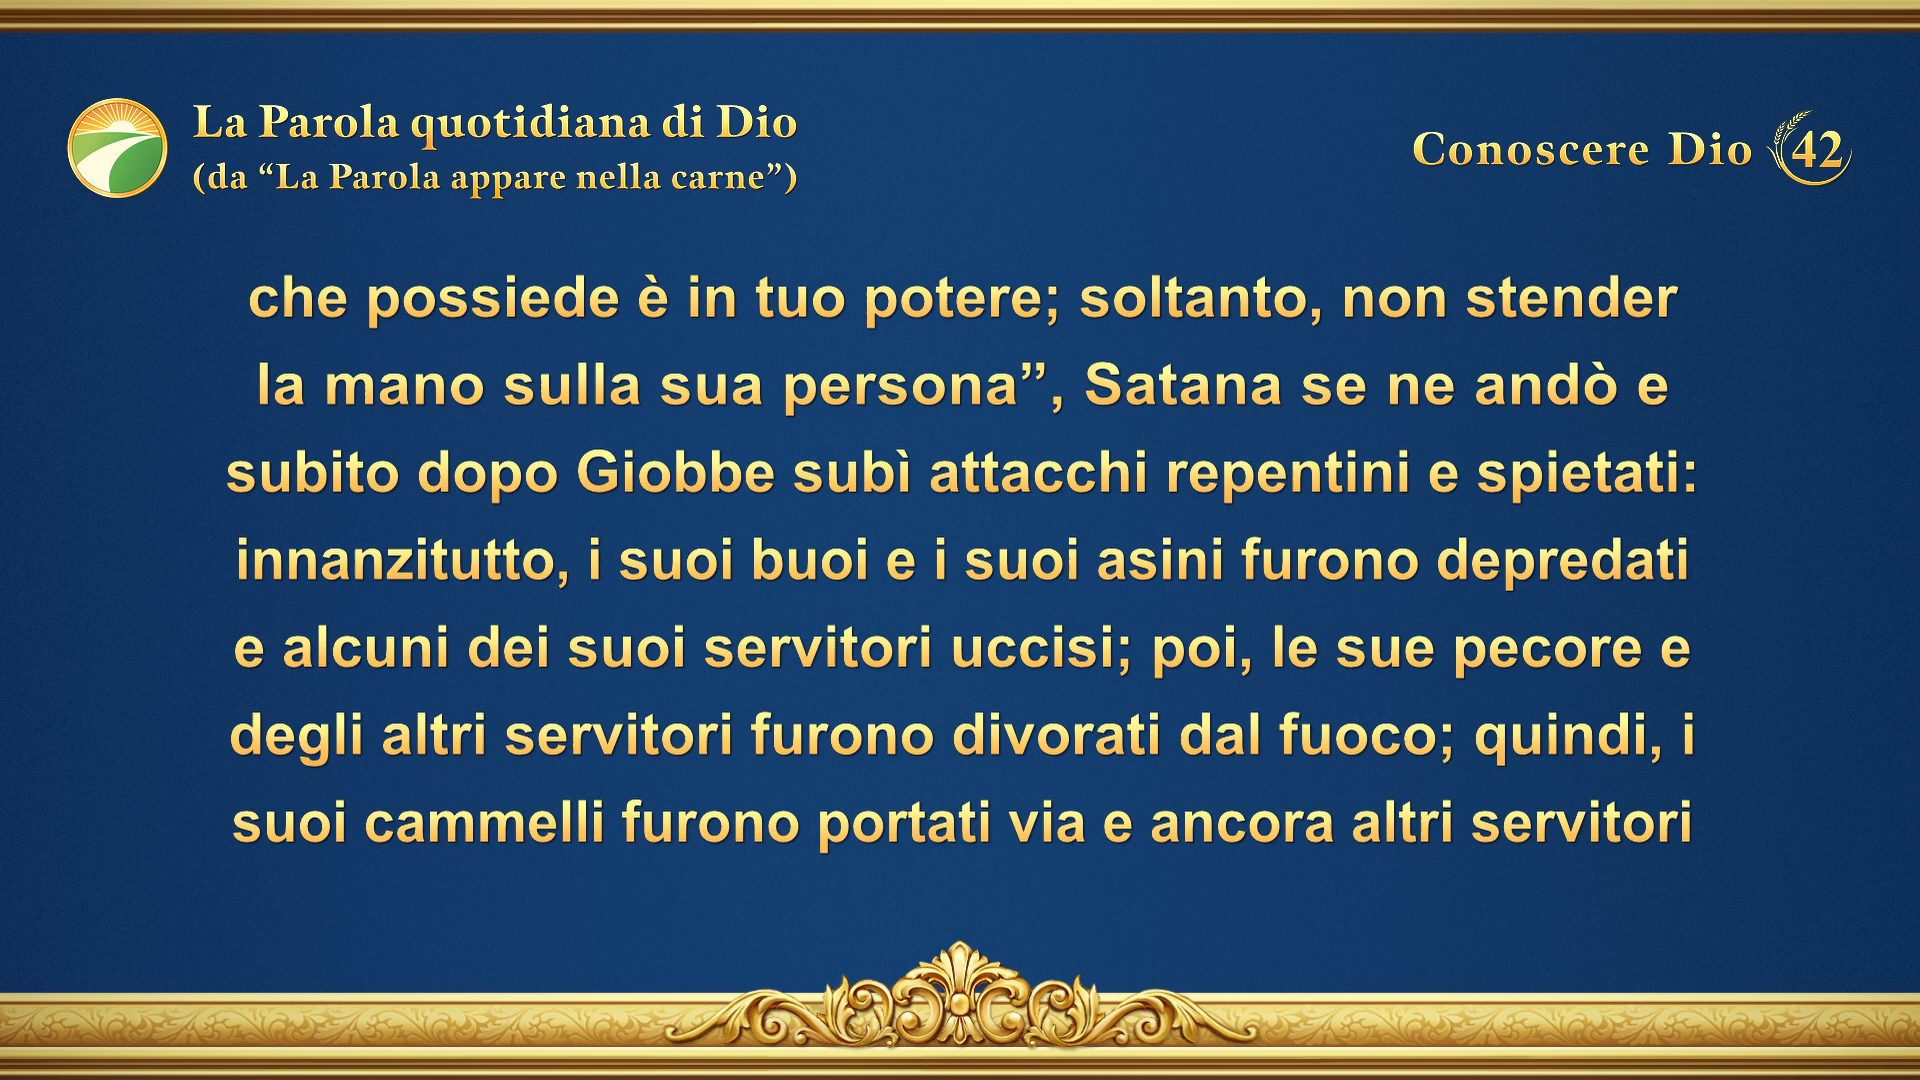 La Parola quotidiana di Dio
(da “La Parola appare nella carne”)
Conoscere Dio 42
che possiede è in tuo potere; soltanto, non stender
la mano sulla sua persona”, Satana se ne andò e
subito dopo Giobbe subì attacchi repentini e spietati:
innanzitutto, i suoi buoi e i suoi asini furono depredati
e alcuni dei suoi servitori uccisi; poi, le sue pecore e
degli altri servitori furono divorati dal fuoco; quindi, i
suoi cammelli furono portati via e ancora altri servitori